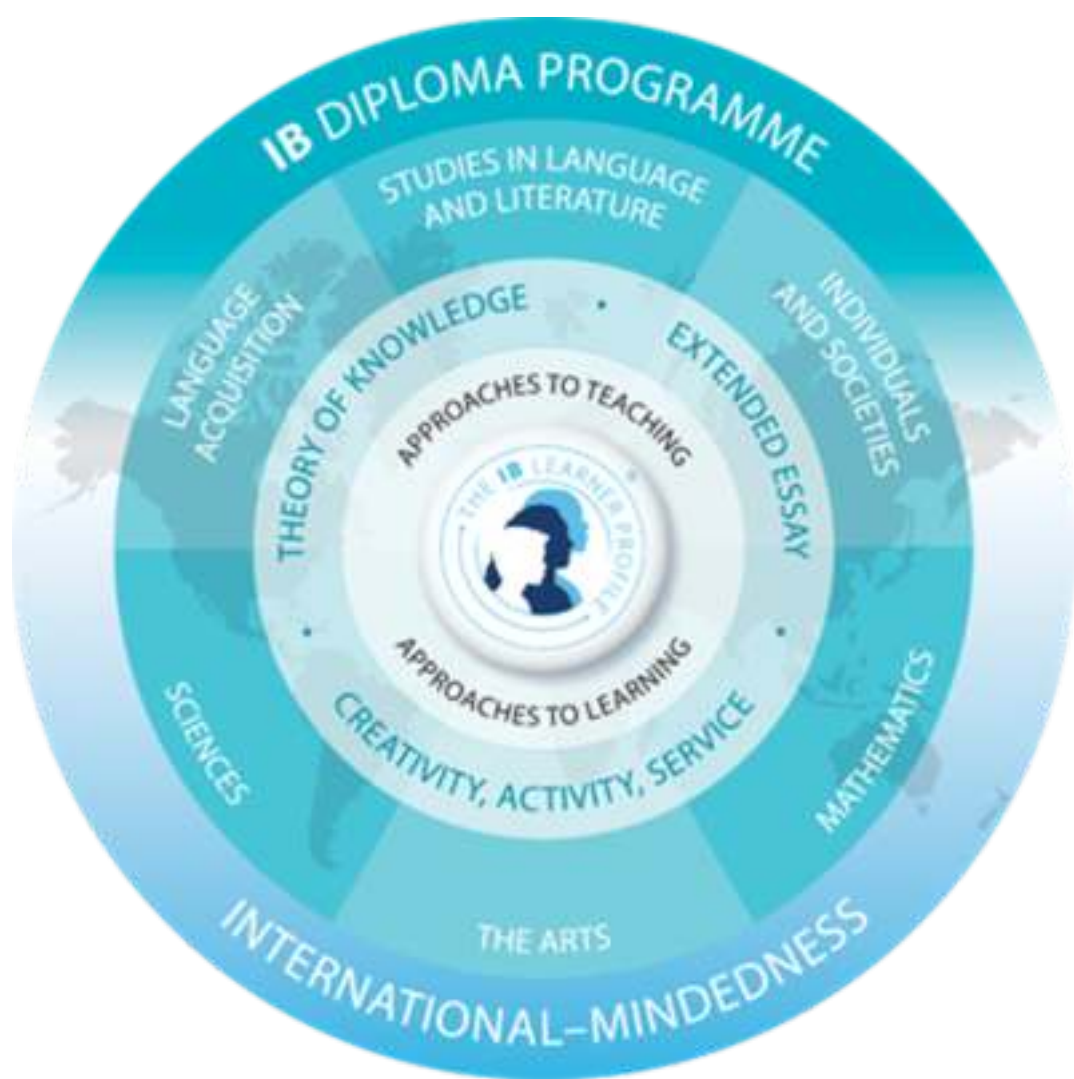 IB DIPLOMA PROGRAMME
STUDIES IN LANGUAGE
AND LITERATURE
LANGUAGE
ACQUISITION
INDIVIDUALS
AND SOCIETIES
THEORY OF KNOWLEDGE
EXTENDED ESSAY
APPROACHES TO TEACHING
THE IB LEARNER PROFILE
®
APPROACHES TO LEARNING
CREATIVITY, ACTIVITY, SERVICE
SCIENCES
MATHEMATICS
THE ARTS
INTERNATIONAL–MINDEDNESS